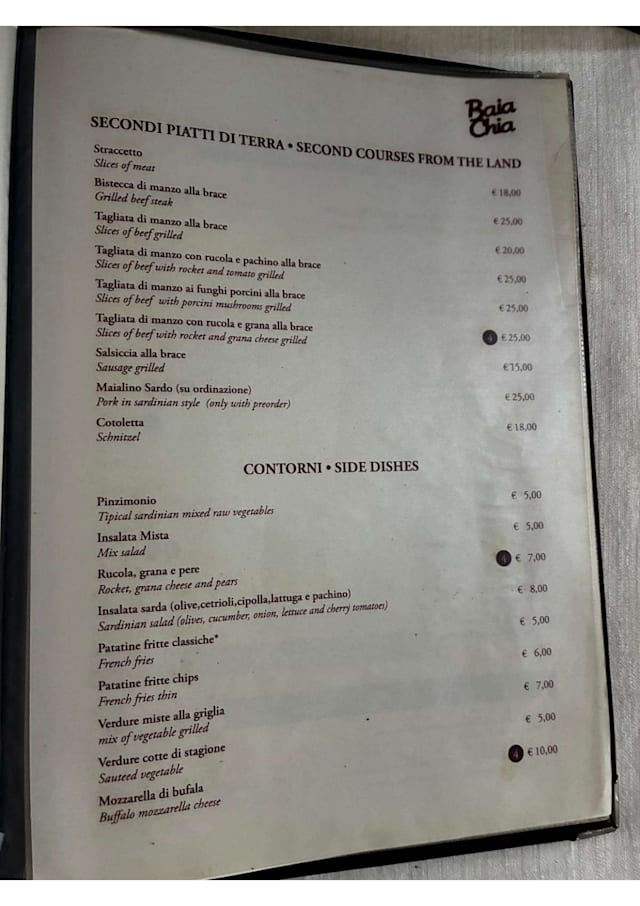 Baia
Chia
SECONDI PIATTI DI TERRA • SECOND COURSES FROM THE LAND
Straccetto € 18,00
Slices of meat
Bistecca di manzo alla brace € 25,00
Grilled beef steak
Tagliata di manzo alla brace € 20,00
Slices of beef grilled
Tagliata di manzo con rucola e pachino alla brace € 25,00
Slices of beef with rocket and tomato grilled
Tagliata di manzo ai funghi porcini alla brace € 25,00
Slices of beef with porcini mushrooms grilled
Tagliata di manzo con rucola e grana alla brace 4 € 25,00
Slices of beef with rocket and grana cheese grilled
Salsiccia alla brace €15,00
Sausage grilled
Maialino Sardo (su ordinazione) € 25,00
Pork in sardinian style (only with preorder)
Cotoletta € 18,00
Schnitzel
CONTORNI • SIDE DISHES
Pinzimonio € 5,00
Tipical sardinian mixed raw vegetables
Insalata Mista € 5,00
Mix salad
Rucola, grana e pere 4 € 7,00
Rocket, grana cheese and pears
Insalata sarda (olive,cetrioli,cipolla,lattuga e pachino) € 8,00
Sardinian salad (olives, cucumber, onion, lettuce and cherry tomatoes)
Patatine fritte classiche* € 5,00
French fries
Patatine fritte chips € 6,00
French fries thin
Verdure miste alla griglia € 7,00
mix of vegetable grilled
Verdure cotte di stagione € 5,00
Sauteed vegetable
Mozzarella di bufala 4 € 10,00
Buffalo mozzarella cheese